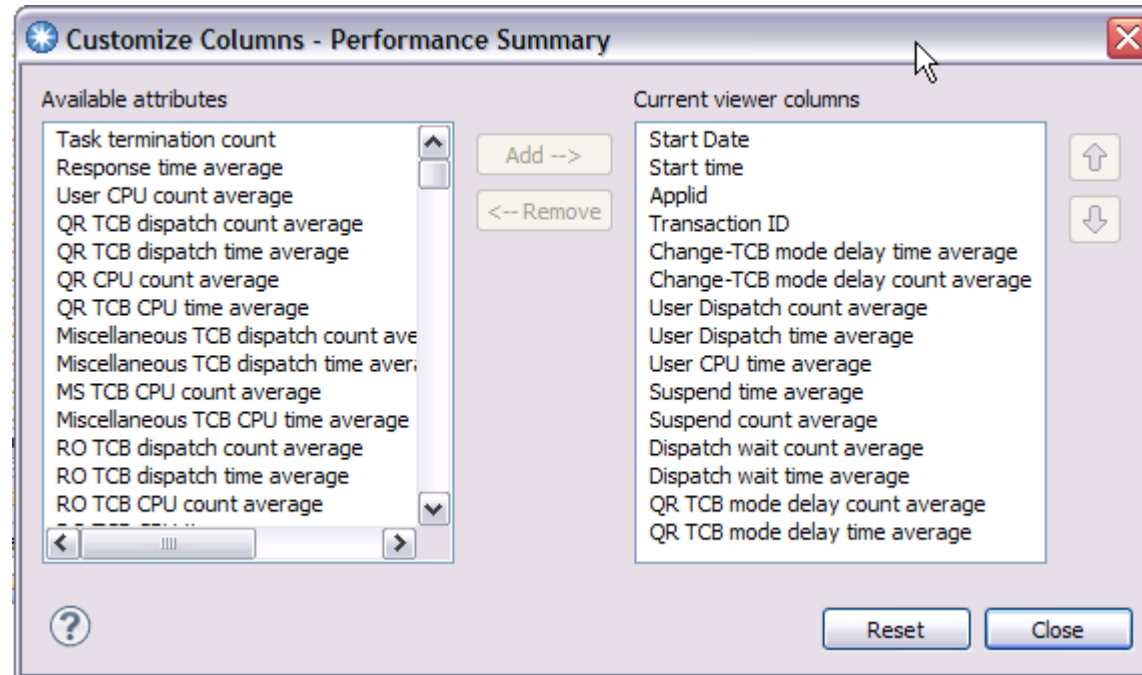 Customize Columns - Performance Summary
Available attributes
Task termination count
Response time average
User CPU count average
QR TCB dispatch count average
QR TCB dispatch time average
QR CPU count average
QR TCB CPU time average
Miscellaneous TCB dispatch count ave
Miscellaneous TCB dispatch time aver
MS TCB CPU count average
Miscellaneous TCB CPU time average
RO TCB dispatch count average
RO TCB dispatch time average
RO TCB CPU count average
Add -->
<-- Remove
Current viewer columns
Start Date
Start time
Applid
Transaction ID
Change-TCB mode delay time average
Change-TCB mode delay count average
User Dispatch count average
User Dispatch time average
User CPU time average
Suspend time average
Suspend count average
Dispatch wait count average
Dispatch wait time average
QR TCB mode delay count average
QR TCB mode delay time average
?
Reset
Close